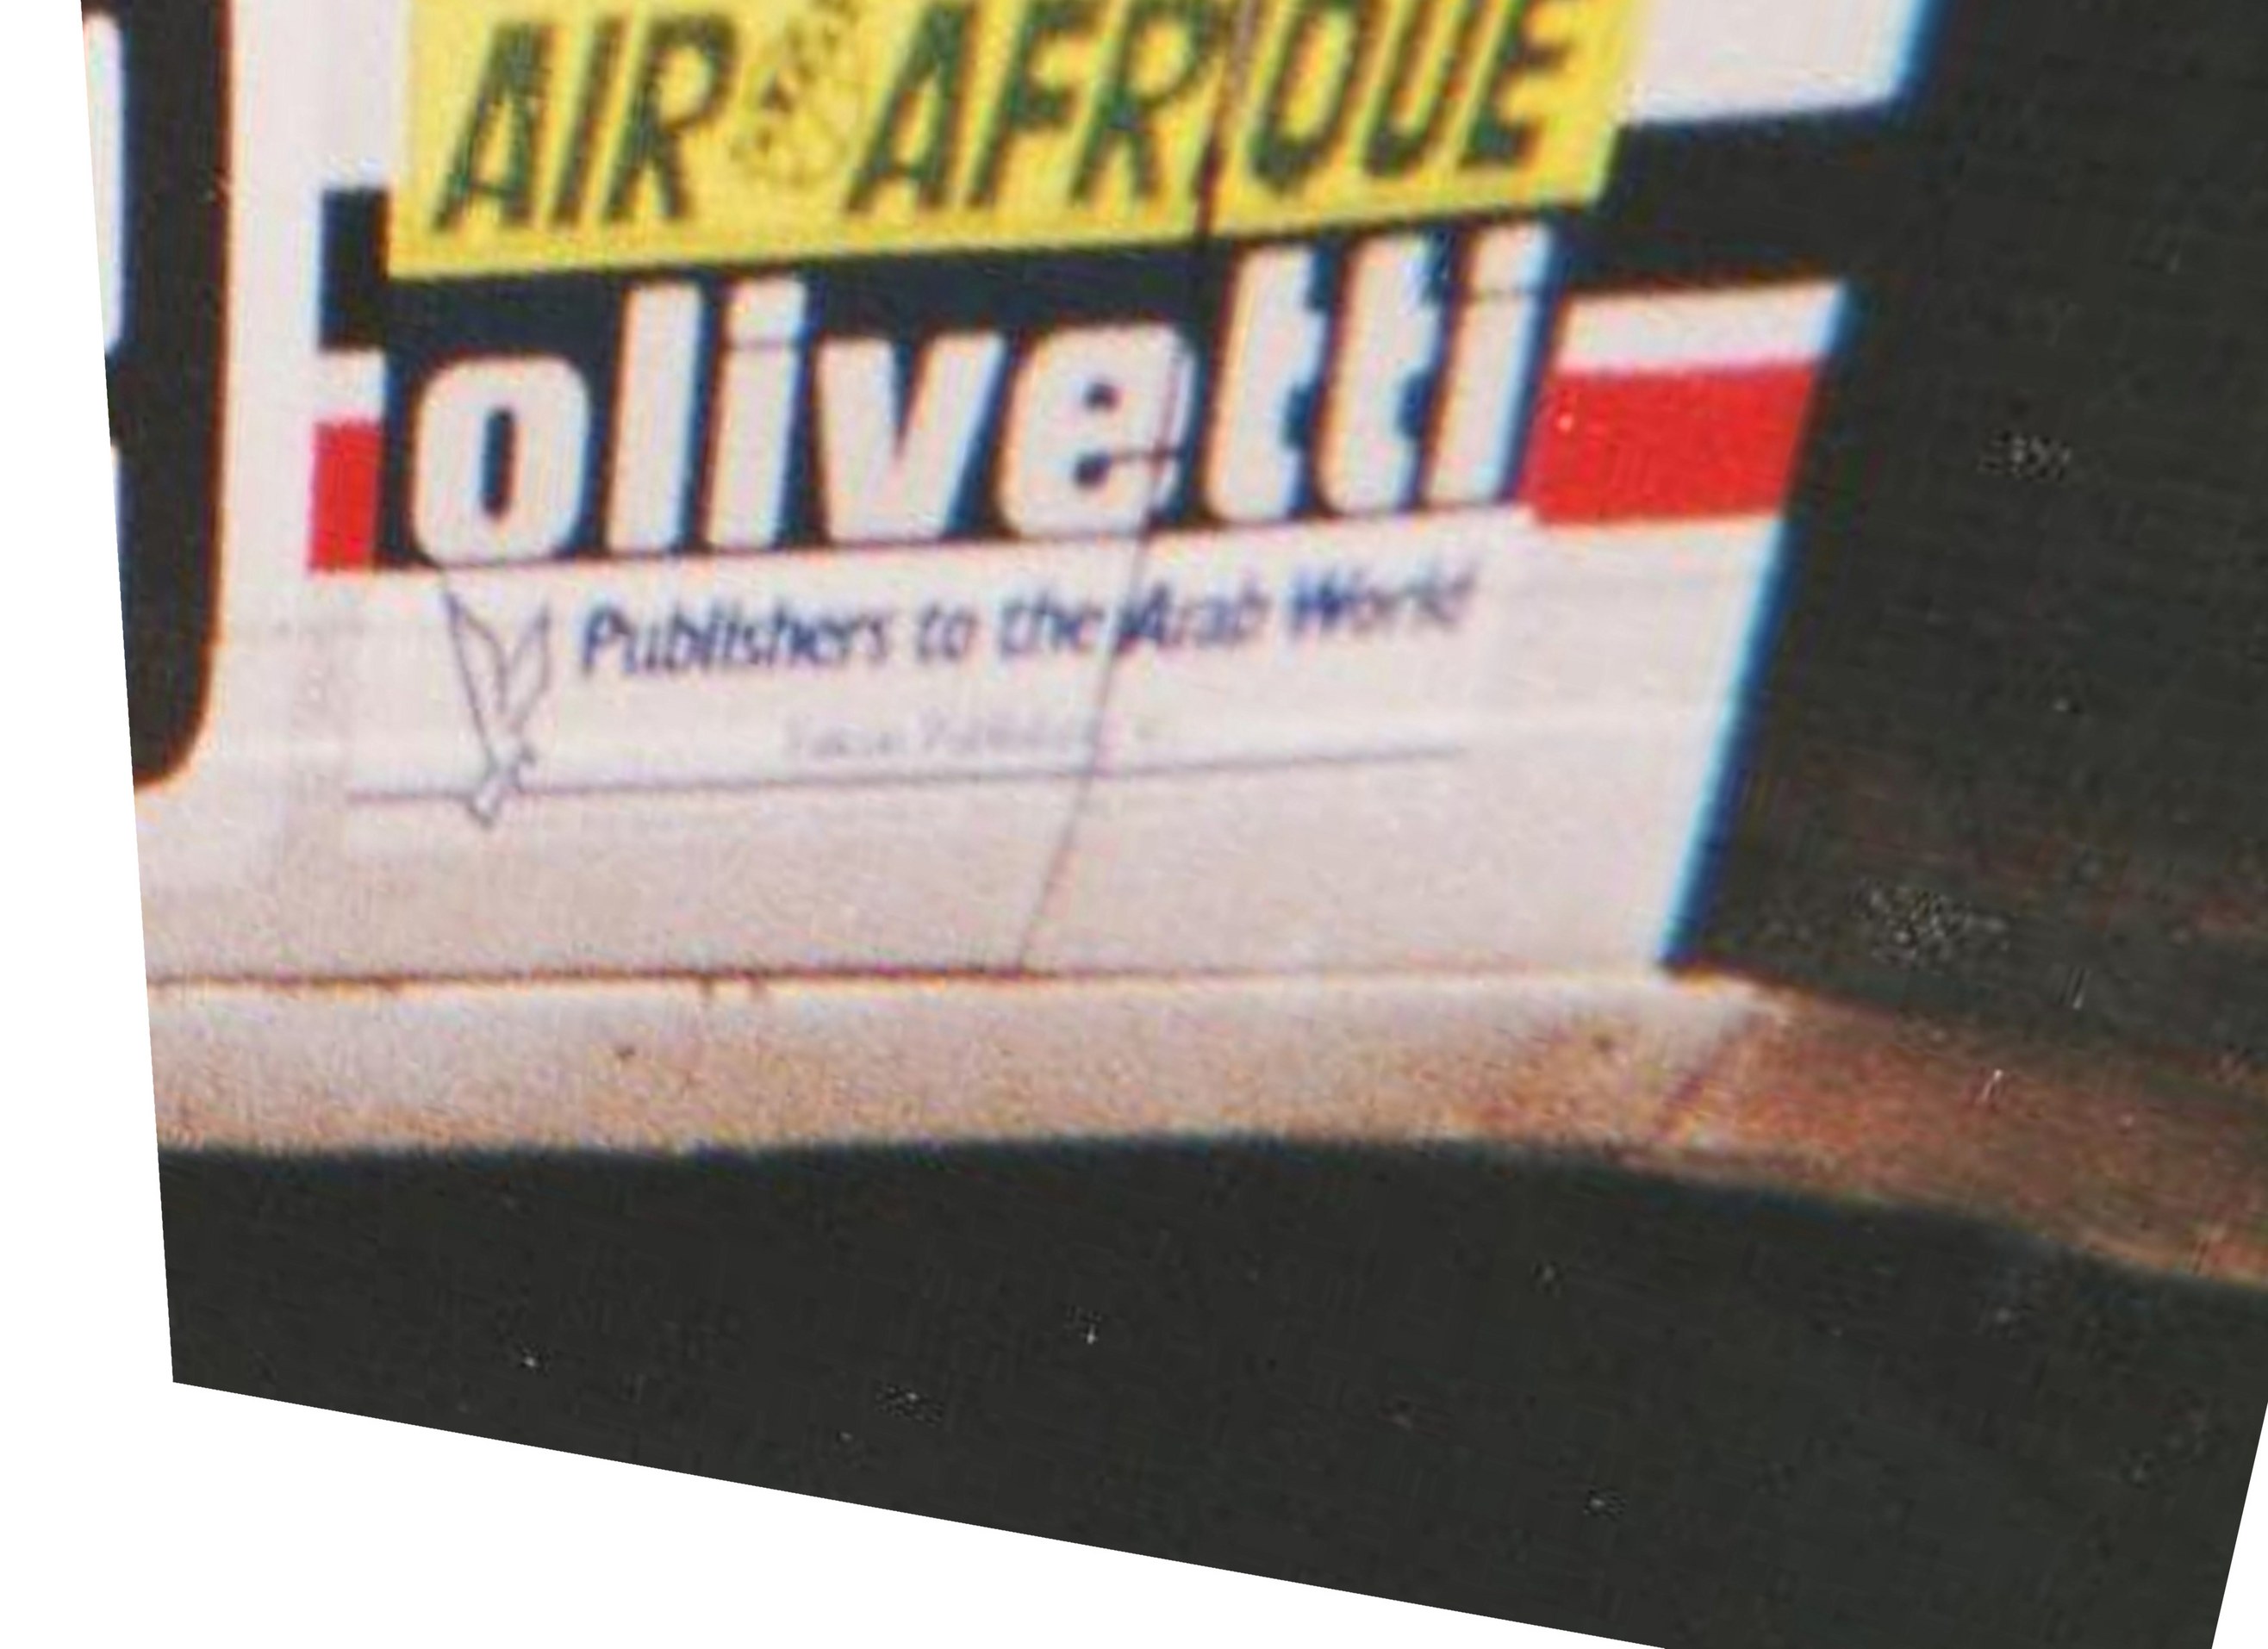 AIR AFRIQUE
olivetti
Publishers to the Arab World